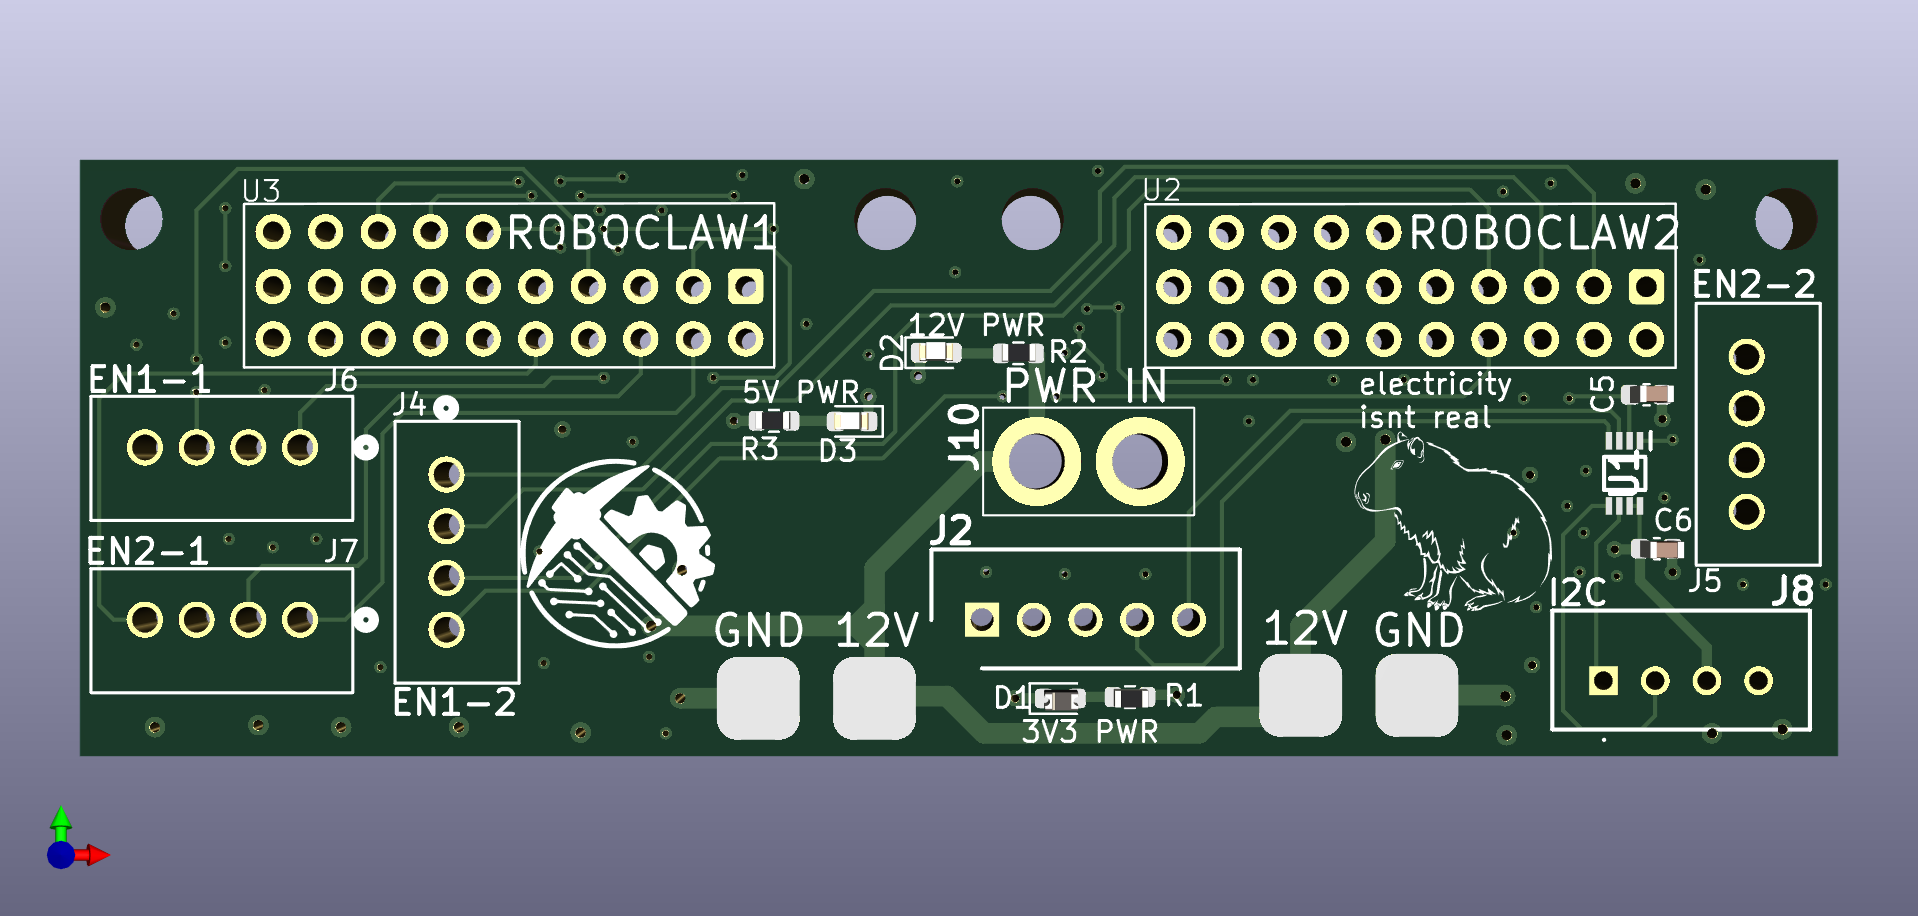 U3
ROBOCLAW1
U2
ROBOCLAW2
EN2-2
12V PWR
D2
R2
PWR IN
EN1-1
J6
J4
5V PWR
R3
D3
J10
electricity
isnt real
C5
U1
C6
J5
EN2-1
J7
J2
I2C
J8
GND
12V
12V
GND
EN1-2
D1
R1
3V3 PWR